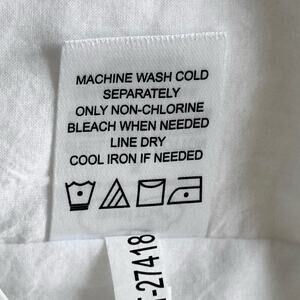 MACHINE WASH COLD
SEPARATELY
ONLY NON-CHLORINE
BLEACH WHEN NEEDED
LINE DRY
COOL IRON IF NEEDED
-27418